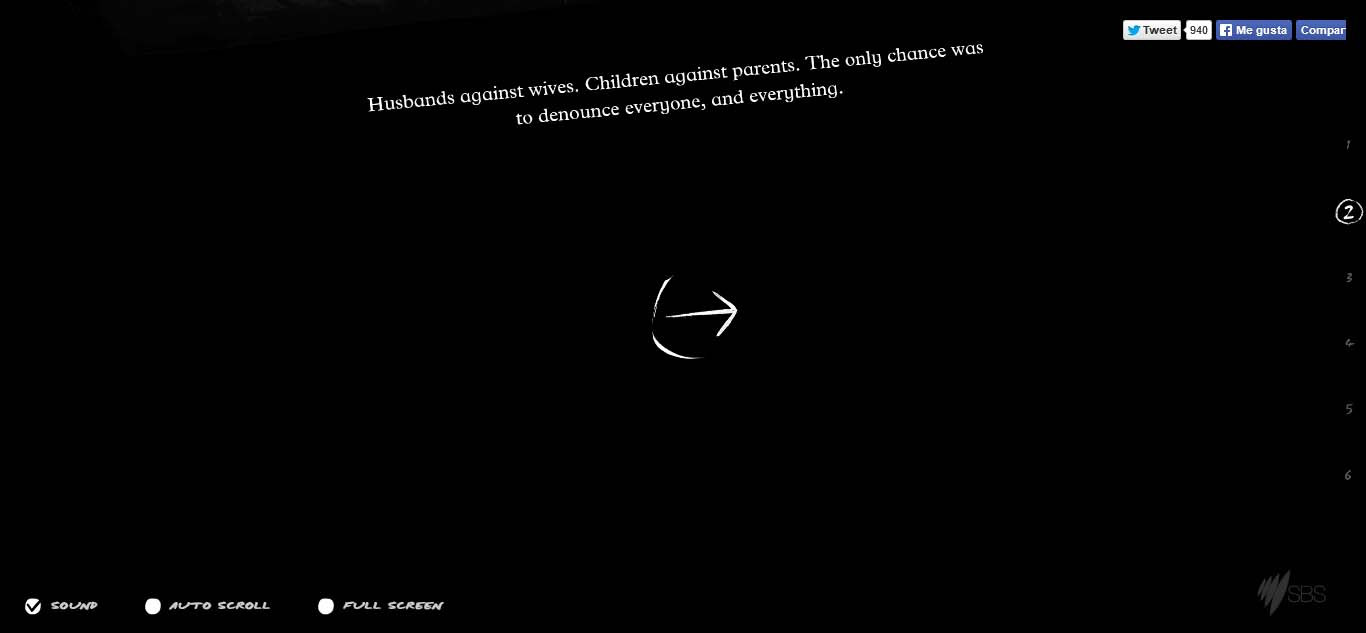 Tweet
940
Me gusta
Compar
Husbands against wives. Children against parents. The only chance was
to denounce everyone, and everything.
1
2
3
4
5
6
SOUND
AUTO SCROLL
FULL SCREEN
SBS